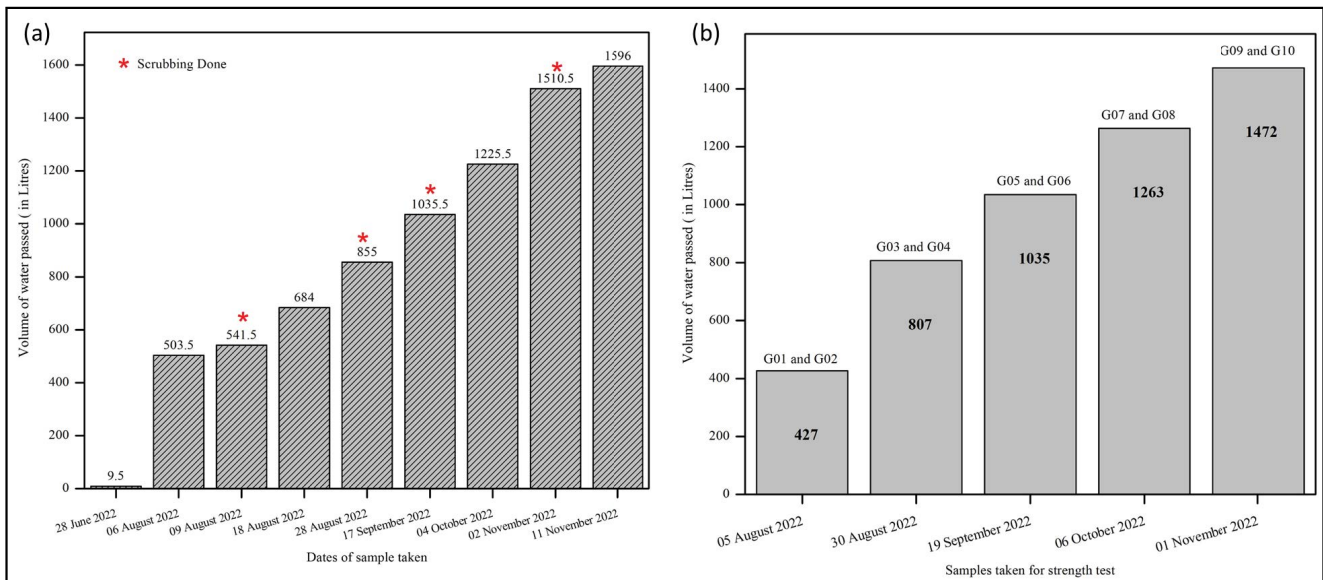 (a)
* Scrubbing Done
Volume of water passed ( in Litres)
1600
1400
1200
1000
800
600
400
200
0
9.5
503.5
541.5
684
855
1035.5
1225.5
1510.5
1596
28 June 2022
06 August 2022
09 August 2022
18 August 2022
28 August 2022
17 September 2022
04 October 2022
02 November 2022
11 November 2022
Dates of sample taken
(b)
Volume of water passed ( in Litres)
1400
1200
1000
800
600
400
200
0
G01 and G02
427
G03 and G04
807
G05 and G06
1035
G07 and G08
1263
G09 and G10
1472
05 August 2022
30 August 2022
19 September 2022
06 October 2022
01 November 2022
Samples taken for strength test